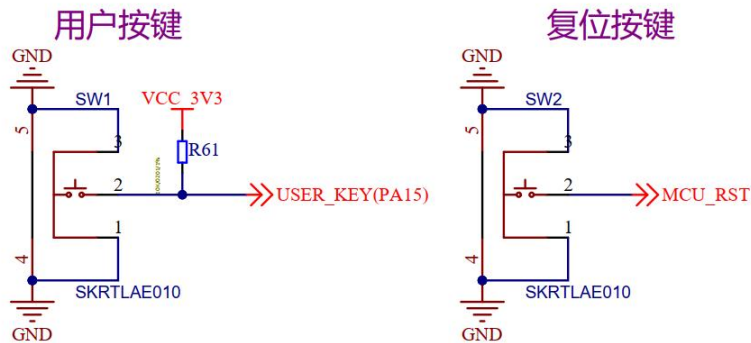 用户按键
复位按键
GND
GND
SW1
VCC_3V3
SW2
5
3
R61
5
3
2
USER_KEY(PA15)
2
MCU_RST
1
1
4
4
SKRTLAE010
SKRTLAE010
GND
GND